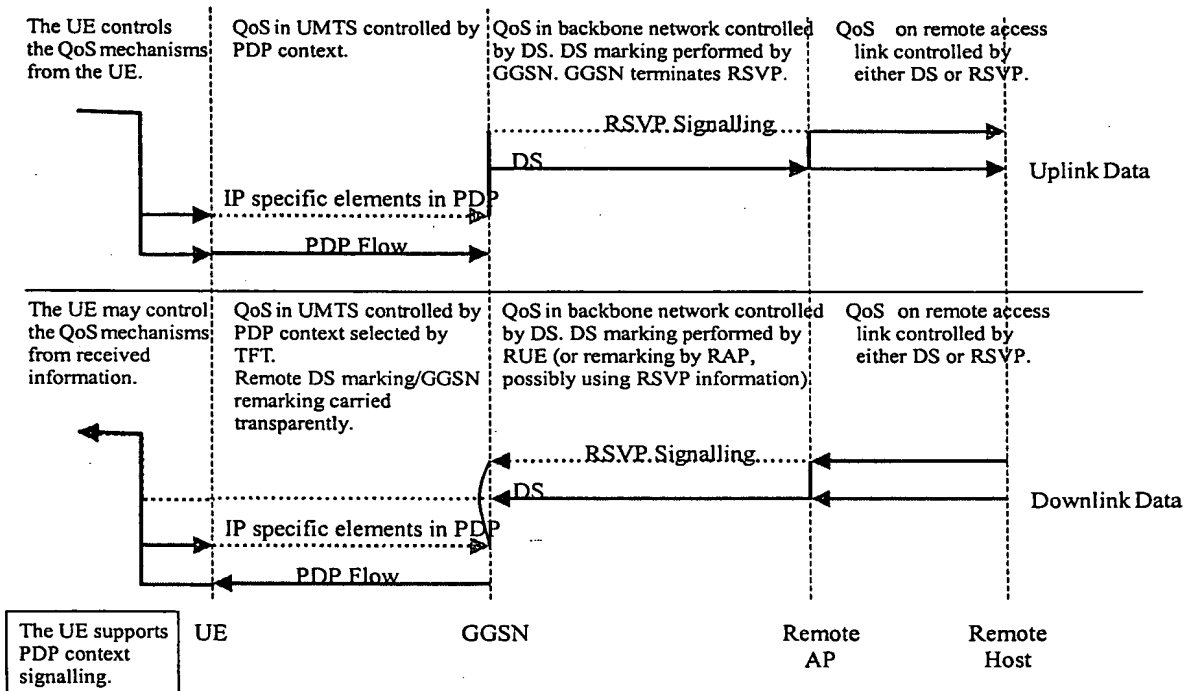 The UE controls
the QoS mechanisms
from the UE.
QoS in UMTS controlled by
PDP context.
QoS in backbone network controlled
by DS. DS marking performed by
GGSN. GGSN terminates RSVP.
QoS on remote access
link controlled by
either DS or RSVP.
RSVP Signalling
DS
Uplink Data
IP specific elements in PDP
PDP Flow
The UE may control
the QoS mechanisms
from received
information.
QoS in UMTS controlled by
PDP context selected by
TFT.
Remote DS marking/GGSN
remarking carried
transparently.
QoS in backbone network controlled
by DS. DS marking performed by
RUE (or remarking by RAP,
possibly using RSVP information)
QoS on remote access
link controlled by
either DS or RSVP.
RSVP Signalling
DS
Downlink Data
IP specific elements in PDP
PDP Flow
The UE supports
PDP context
signalling.
UE
GGSN
Remote
AP
Remote
Host